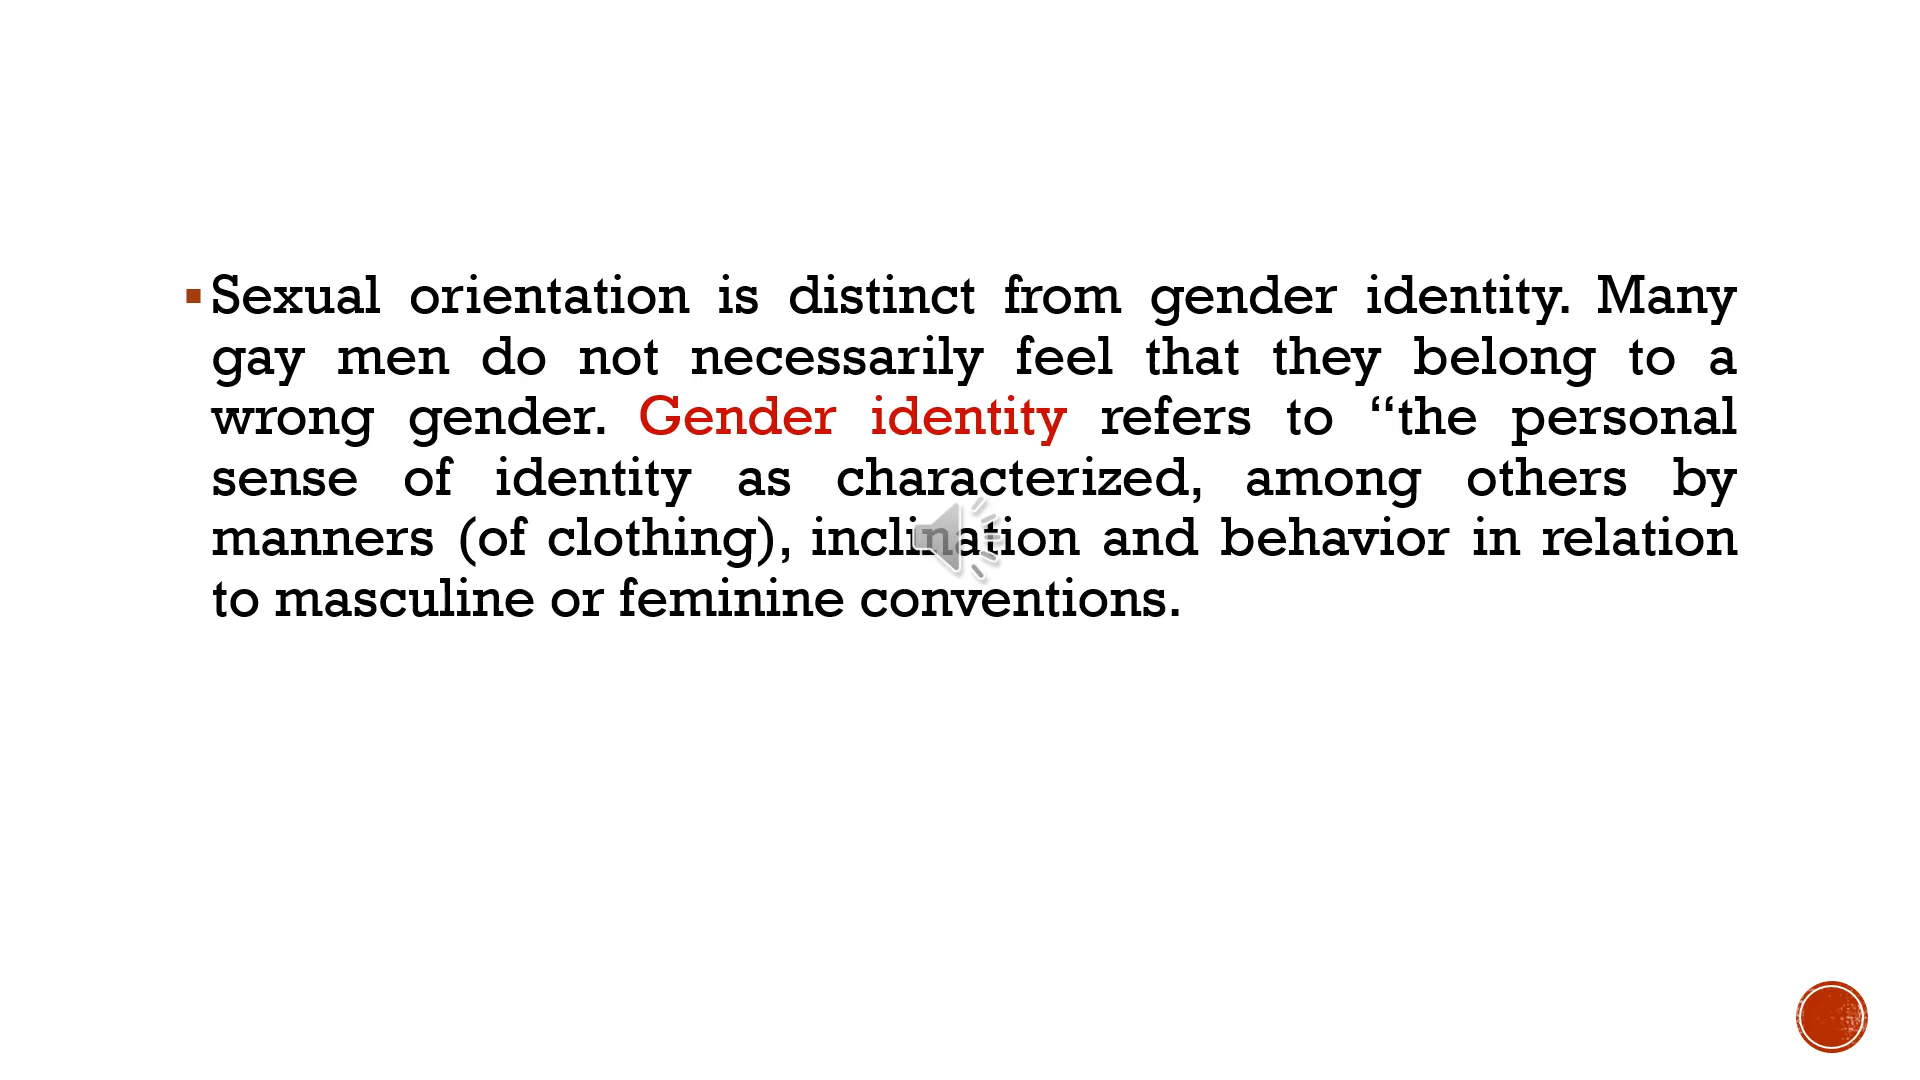 Sexual orientation is distinct from gender identity. Many
gay men do not necessarily feel that they belong to a
wrong gender. Gender identity refers to “the personal
sense of identity as characterized, among others by
manners (of clothing), inclination and behavior in relation
to masculine or feminine conventions.